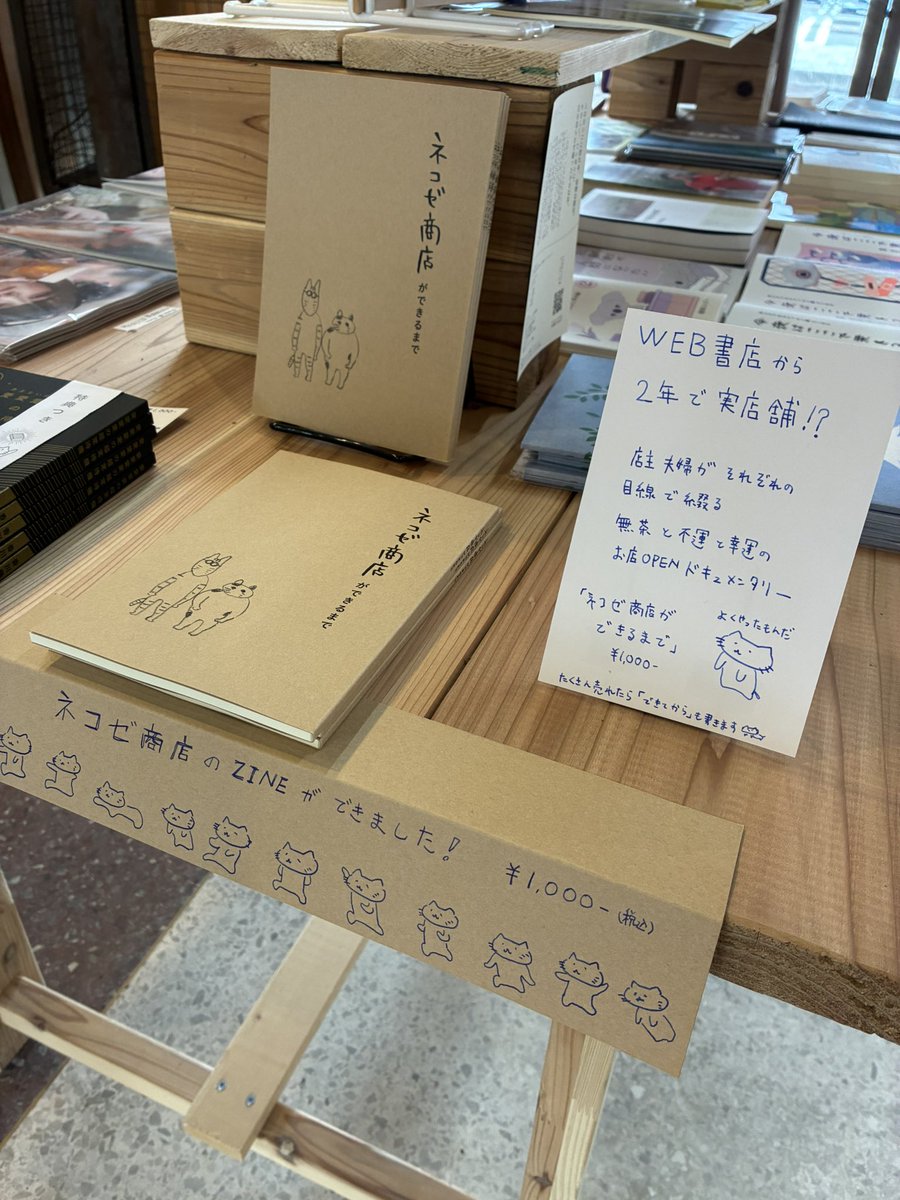 ネコゼ商店
ができるまで
ネコゼ商店
ができるまで
WEB書店から
2年で実店舗!?
店主夫婦がそれぞれの
目線で綴る
無茶と不運と幸運の
お店OPENドキュメンタリー
「ネコゼ商店が
できるまで」
¥1,000-
よくやったもんだ
たくさん売れたら「できてから」も書きます
ネコゼ商店のZINEができました!
¥1,000-(税込)
特典つき